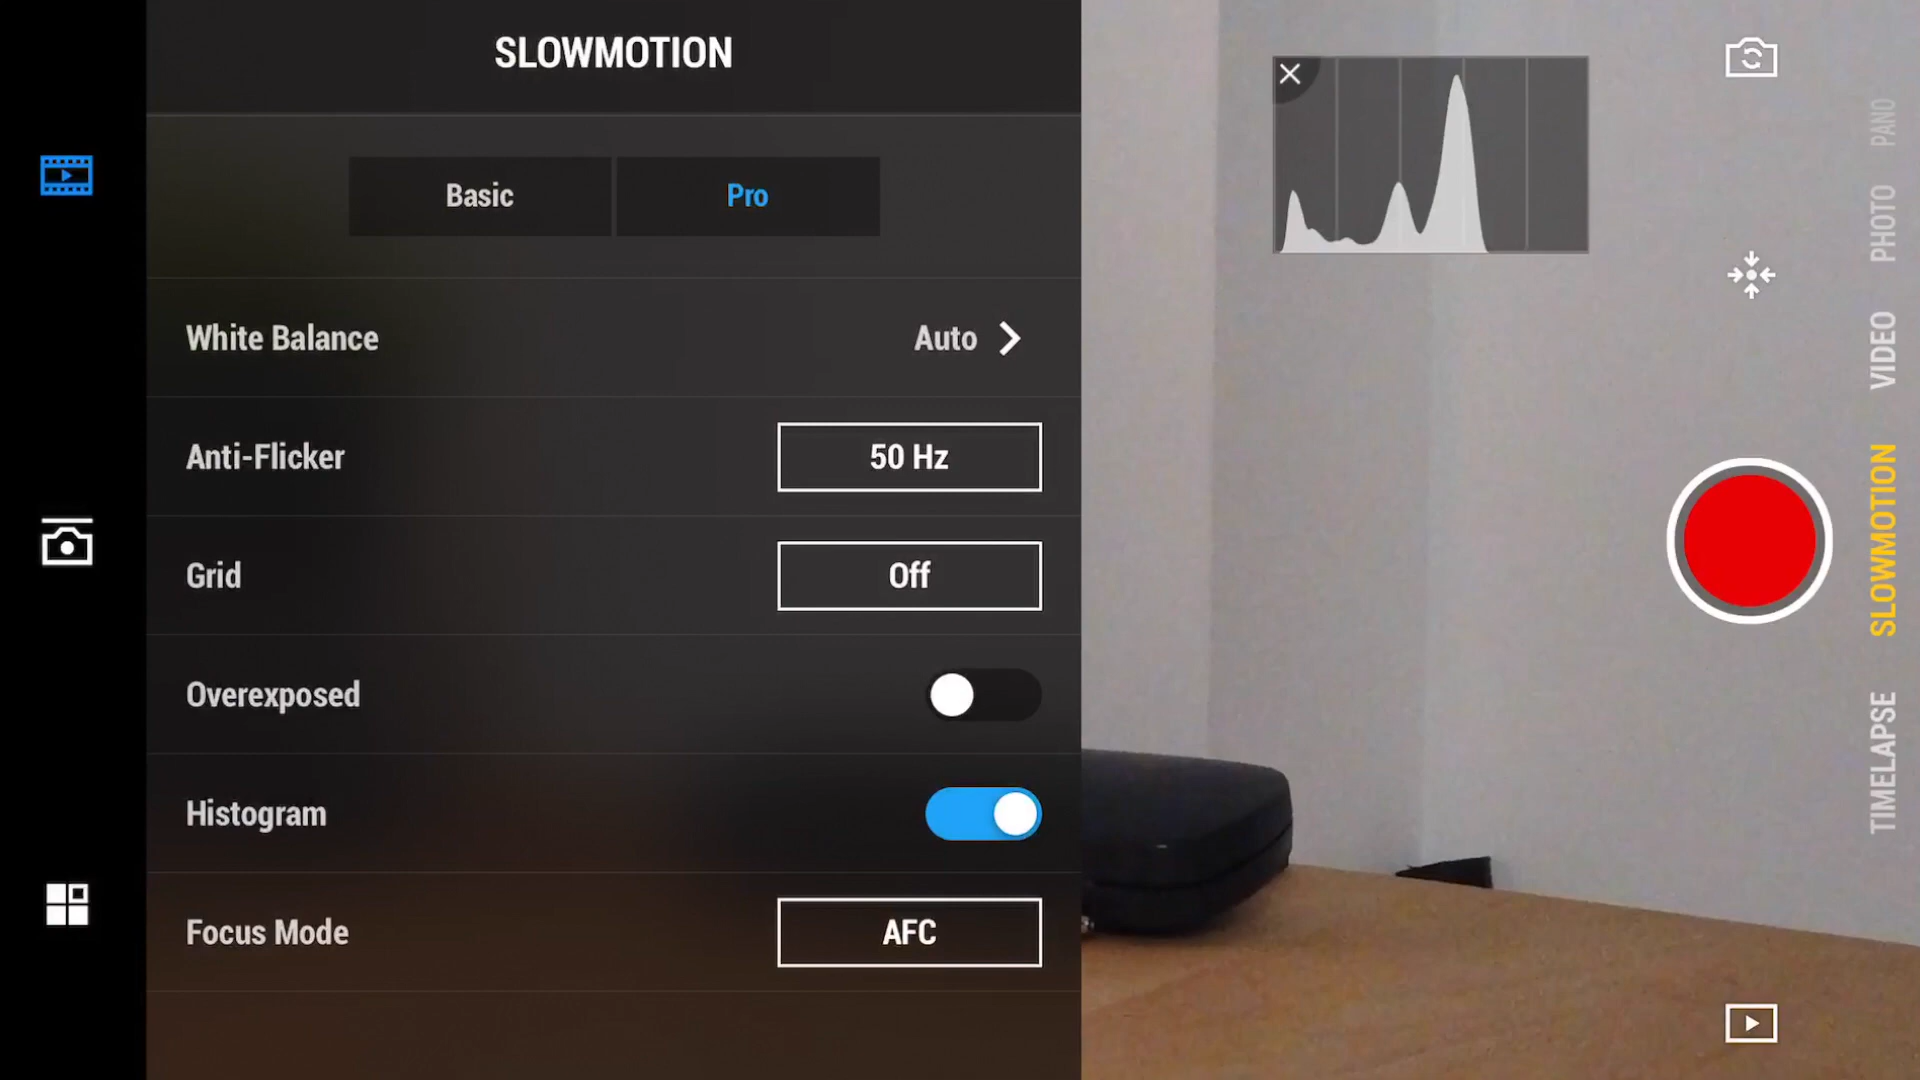 SLOWMOTION
Basic
Pro
White Balance
Auto
Anti-Flicker
50 Hz
Grid
Off
Overexposed
Histogram
Focus Mode
AFC
PANO
PHOTO
VIDEO
SLOWMOTION
TIMELAPSE